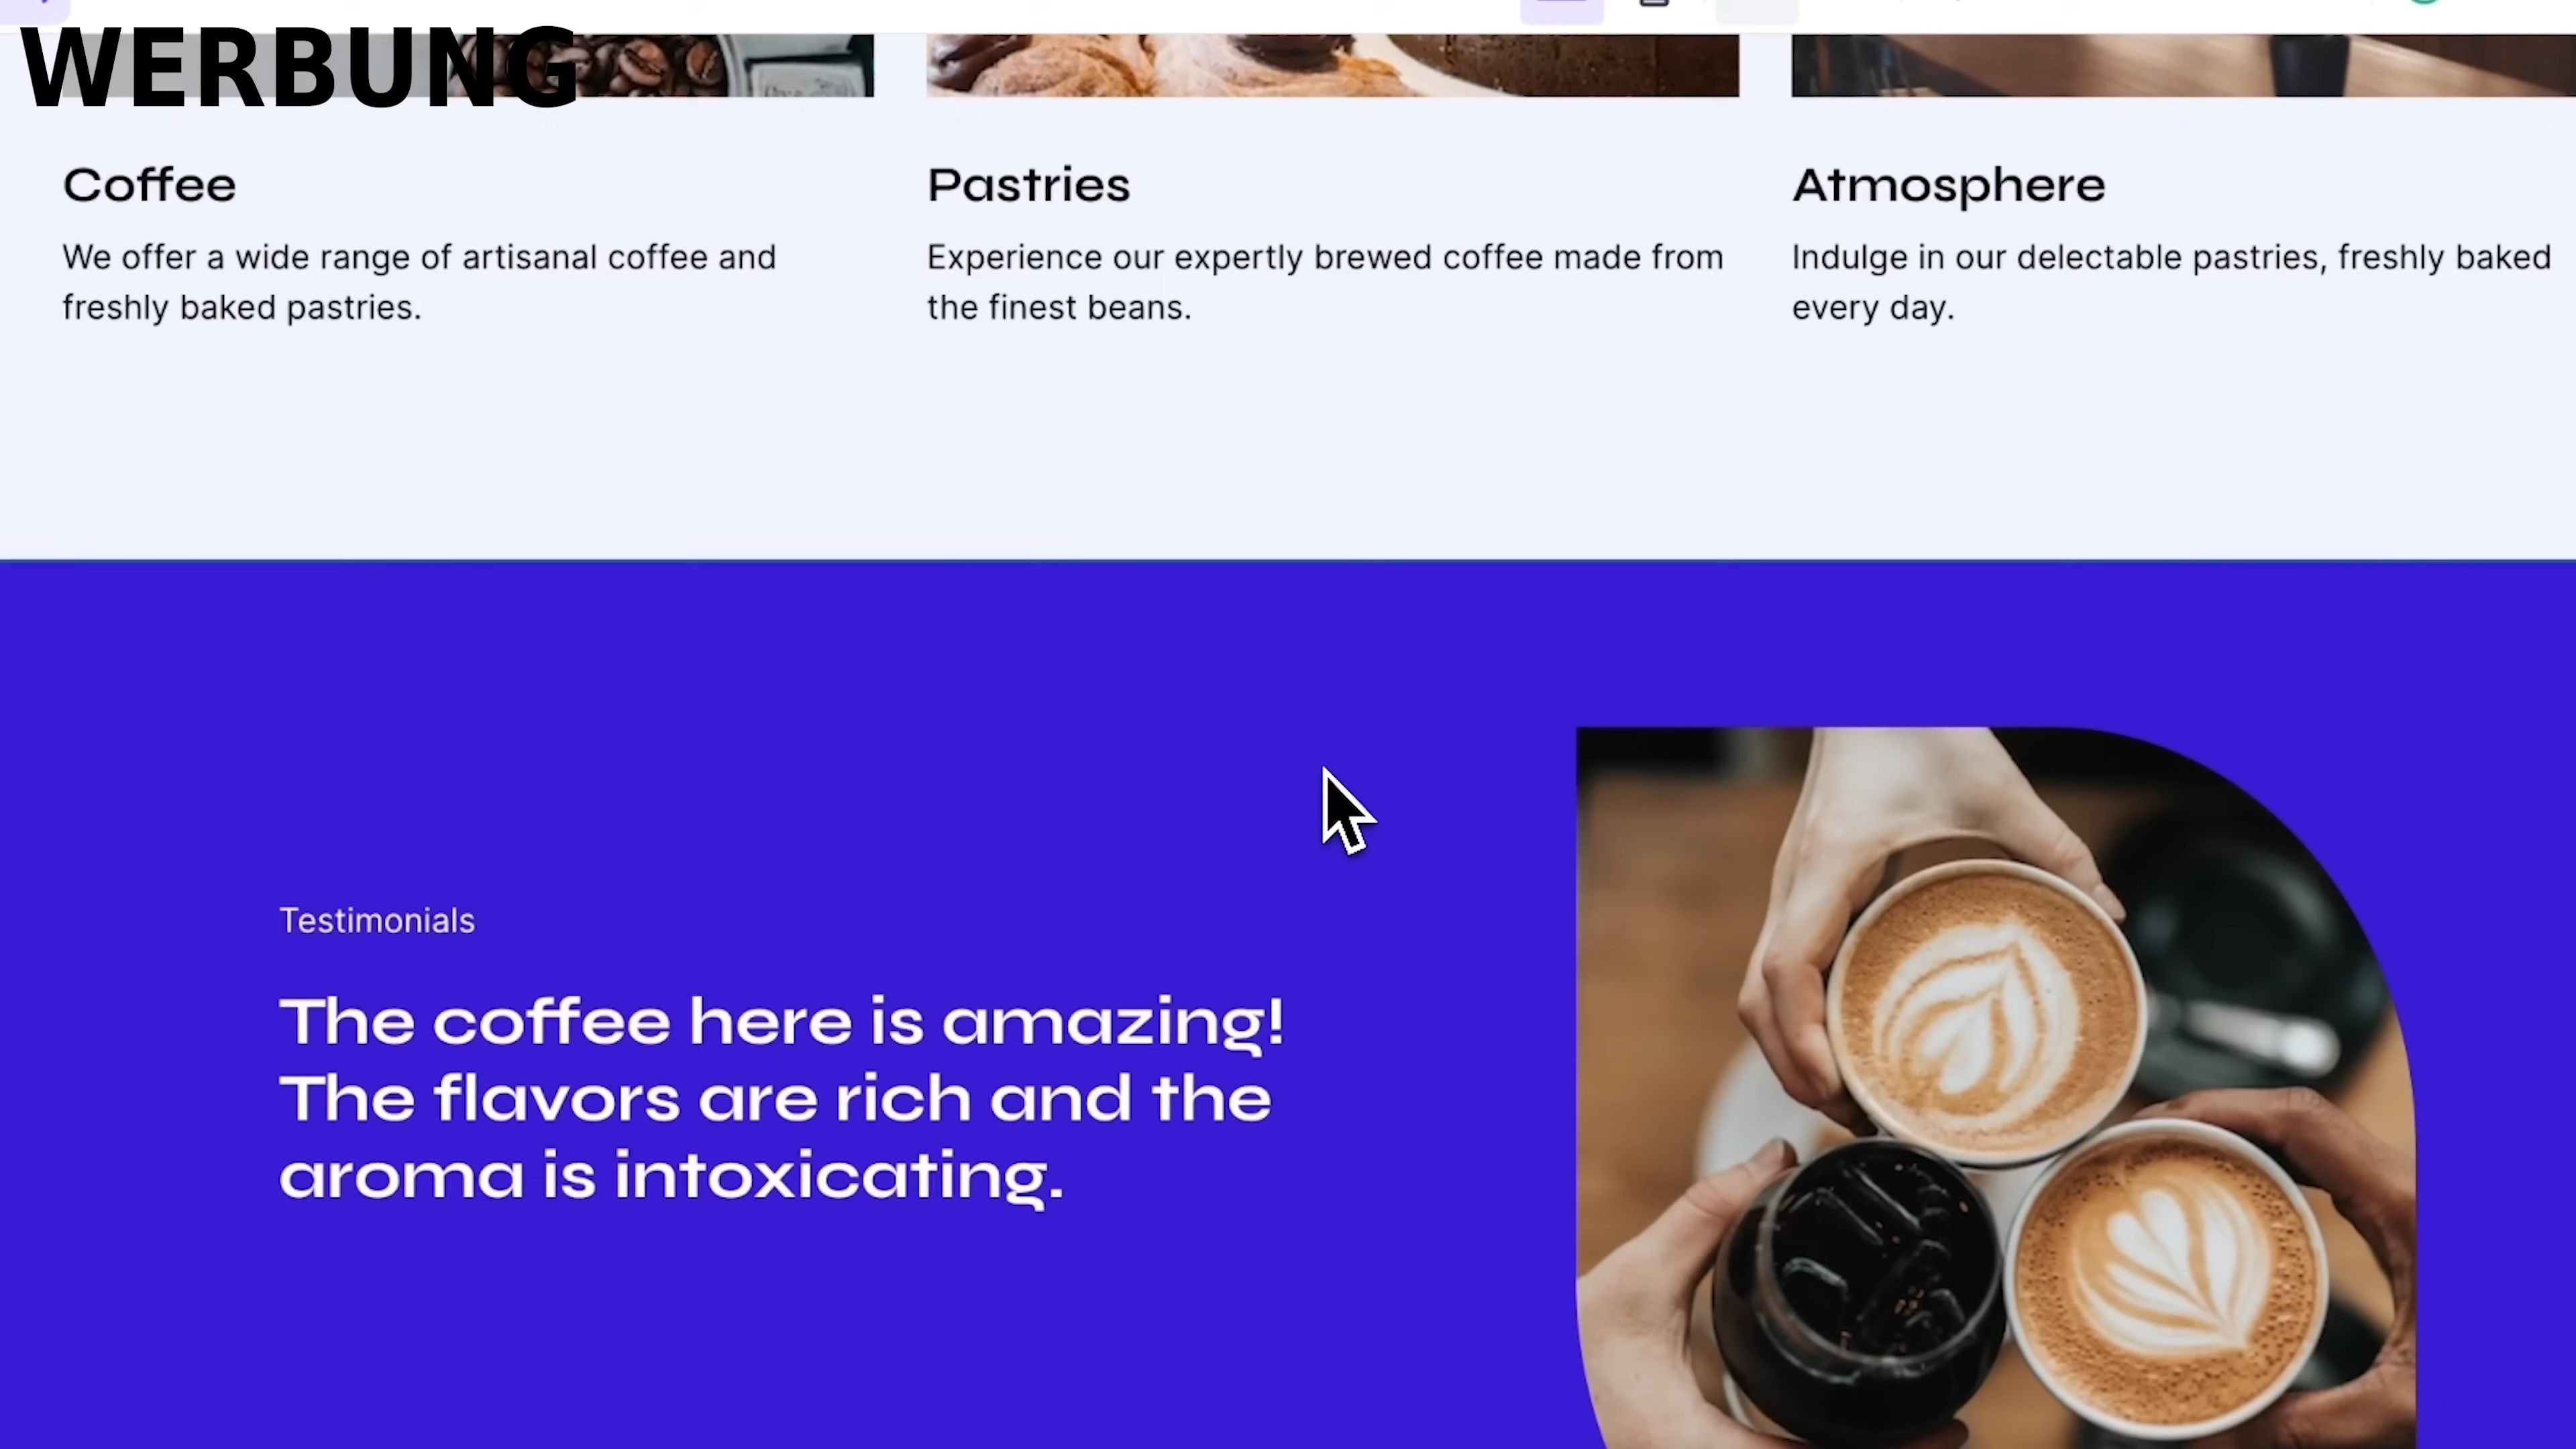 WERBUNG
Coffee
We offer a wide range of artisanal coffee and
freshly baked pastries.
Pastries
Experience our expertly brewed coffee made from
the finest beans.
Atmosphere
Indulge in our delectable pastries, freshly baked
every day.
Testimonials
The coffee here is amazing!
The flavors are rich and the
aroma is intoxicating.